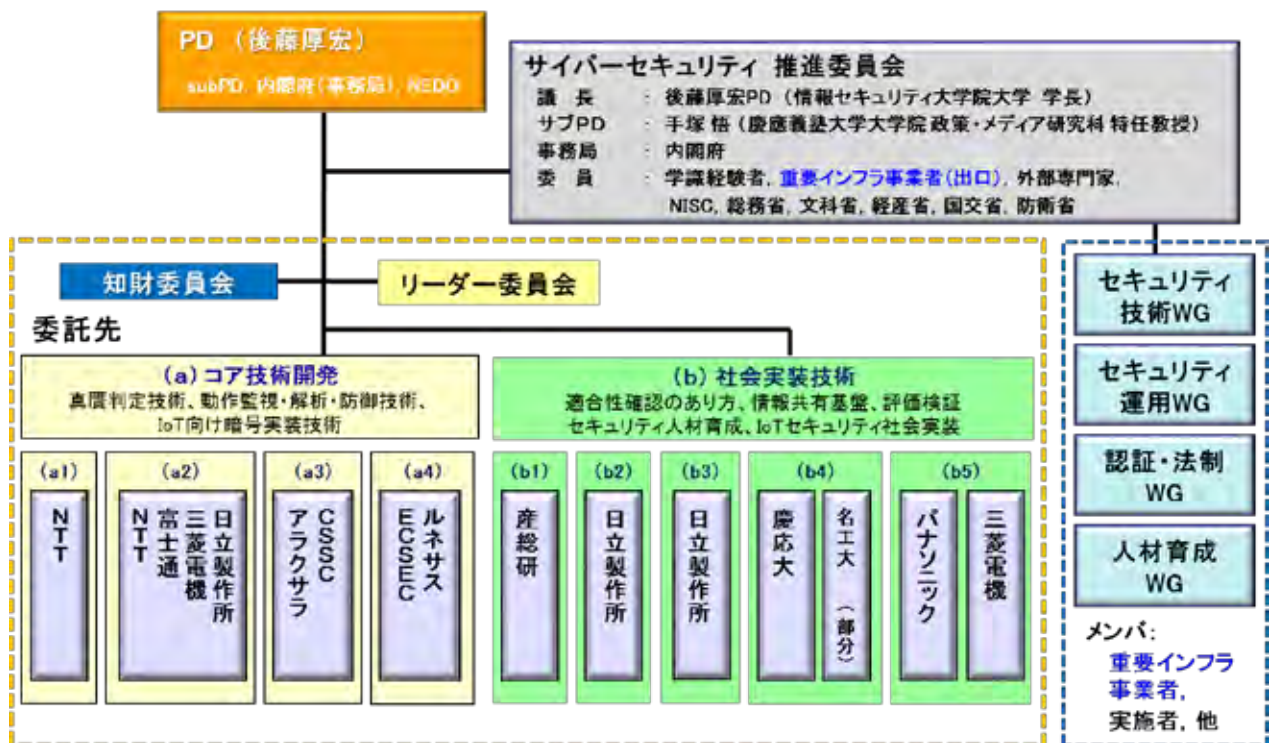 PD (後藤厚宏)
subPD, 内閣府(事務局), NEDO
サイバーセキュリティ 推進委員会
議 長 : 後藤厚宏PD (情報セキュリティ大学院大学 学長)
サブPD : 手塚 悟 (慶應義塾大学大学院 政策・メディア研究科 特任教授)
事務局 : 内閣府
委 員 : 学識経験者, 重要インフラ事業者(出口), 外部専門家,
NISC, 総務省, 文科省, 経産省, 国交省, 防衛省
知財委員会
リーダー委員会
委託先
(a) コア技術開発
真贋判定技術、動作監視・解析・防御技術、
IoT向け暗号実装技術
(a1)
NTT
(a2)
日立製作所
三菱電機
富士通
NTT
(a3)
CSSC
アラクサラ
(a4)
ルネサス
ECSEC
(b) 社会実装技術
適合性確認のあり方、情報共有基盤、評価検証
セキュリティ人材育成、IoTセキュリティ社会実装
(b1)
産総研
(b2)
日立製作所
(b3)
日立製作所
(b4)
慶応大
名工大 (部分)
(b5)
パナソニック
三菱電機
セキュリティ
技術WG
セキュリティ
運用WG
認証・法制
WG
人材育成
WG
メンバ:
重要インフラ
事業者,
実施者, 他